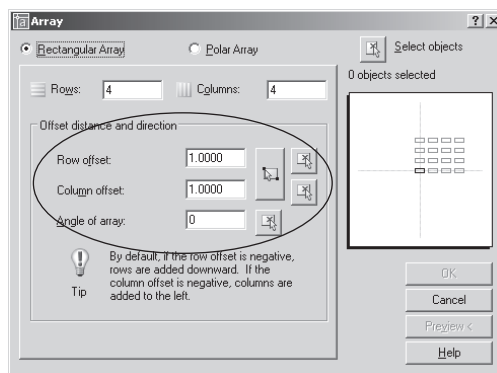 Array
Rectangular Array
Polar Array
Select objects
0 objects selected
Rows: 4
Columns: 4
Offset distance and direction
Row offset: 1.0000
Column offset: 1.0000
Angle of array: 0
Tip
By default, if the row offset is negative,
rows are added downward. If the
column offset is negative, columns are
added to the left.
OK
Cancel
Preview <
Help